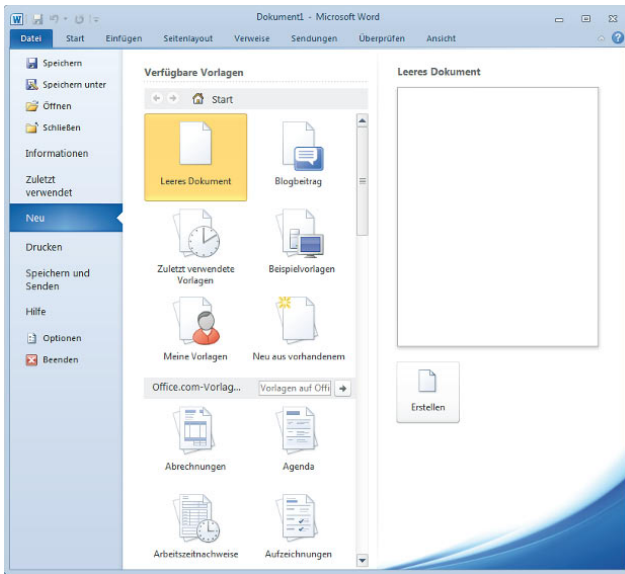 Dokument1 - Microsoft Word
Datei Start Einfügen Seitenlayout Verweise Sendungen Überprüfen Ansicht
Speichern
Speichern unter
Öffnen
Schließen
Informationen
Zuletzt
verwendet
Neu
Drucken
Speichern und
Senden
Hilfe
Optionen
Beenden
Verfügbare Vorlagen
Start
Leeres Dokument Blogbeitrag
Zuletzt verwendete Beispielvorlagen
Vorlagen
Meine Vorlagen Neu aus vorhandenem
Office.com-Vorlag... Vorlagen auf Offi
Abrechnungen Agenda
Arbeitszeitnachweise Aufzeichnungen
Leeres Dokument
Erstellen